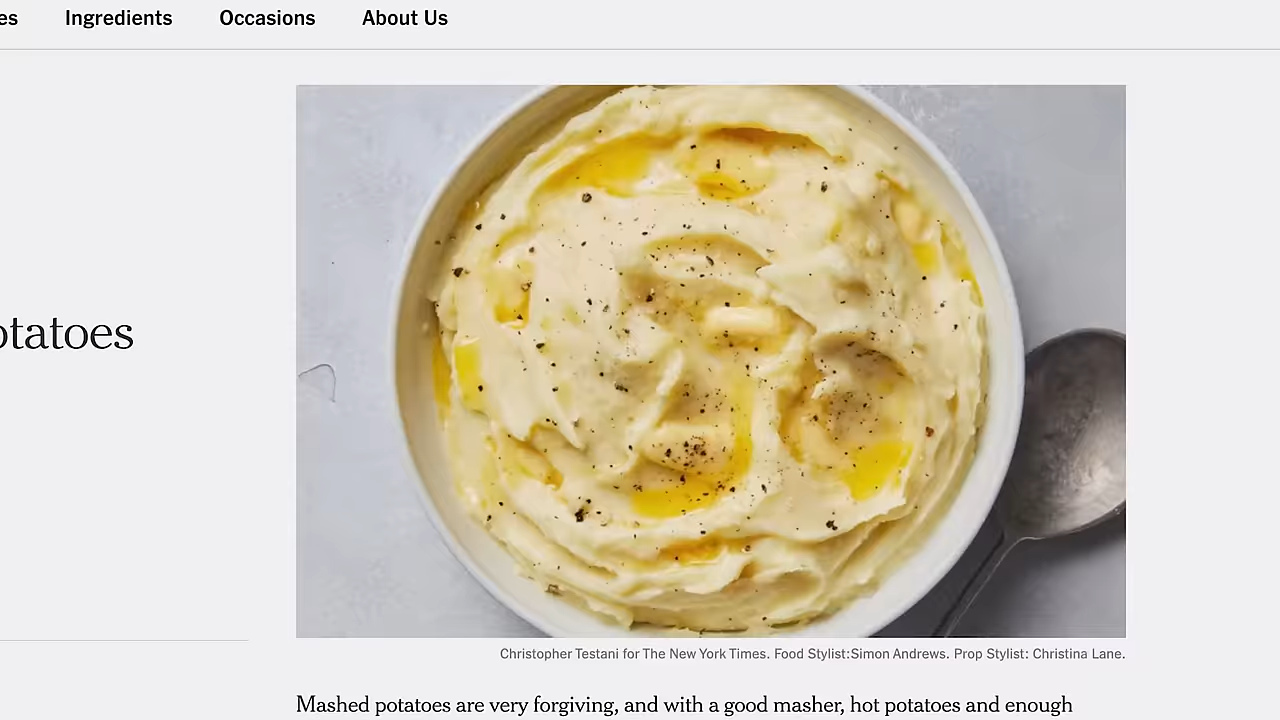 es Ingredients Occasions About Us
otatoes
Christopher Testani for The New York Times. Food Stylist:Simon Andrews. Prop Stylist: Christina Lane.
Mashed potatoes are very forgiving, and with a good masher, hot potatoes and enough